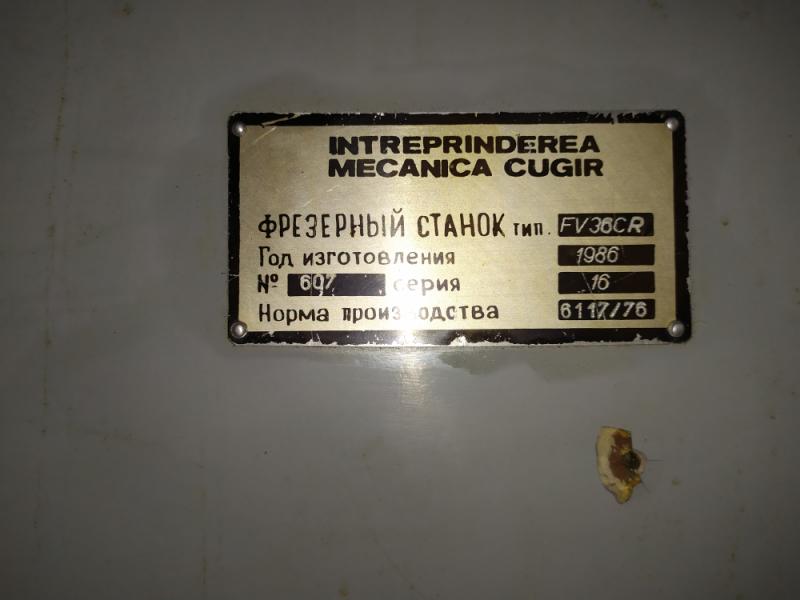 INTREPRINDEREA
MECANICA CUGIR
ФРЕЗЕРНЫЙ СТАНОК тип. FV36CR
Год изготовления 1986
№ 607 серия 16
Норма производства 6117/76